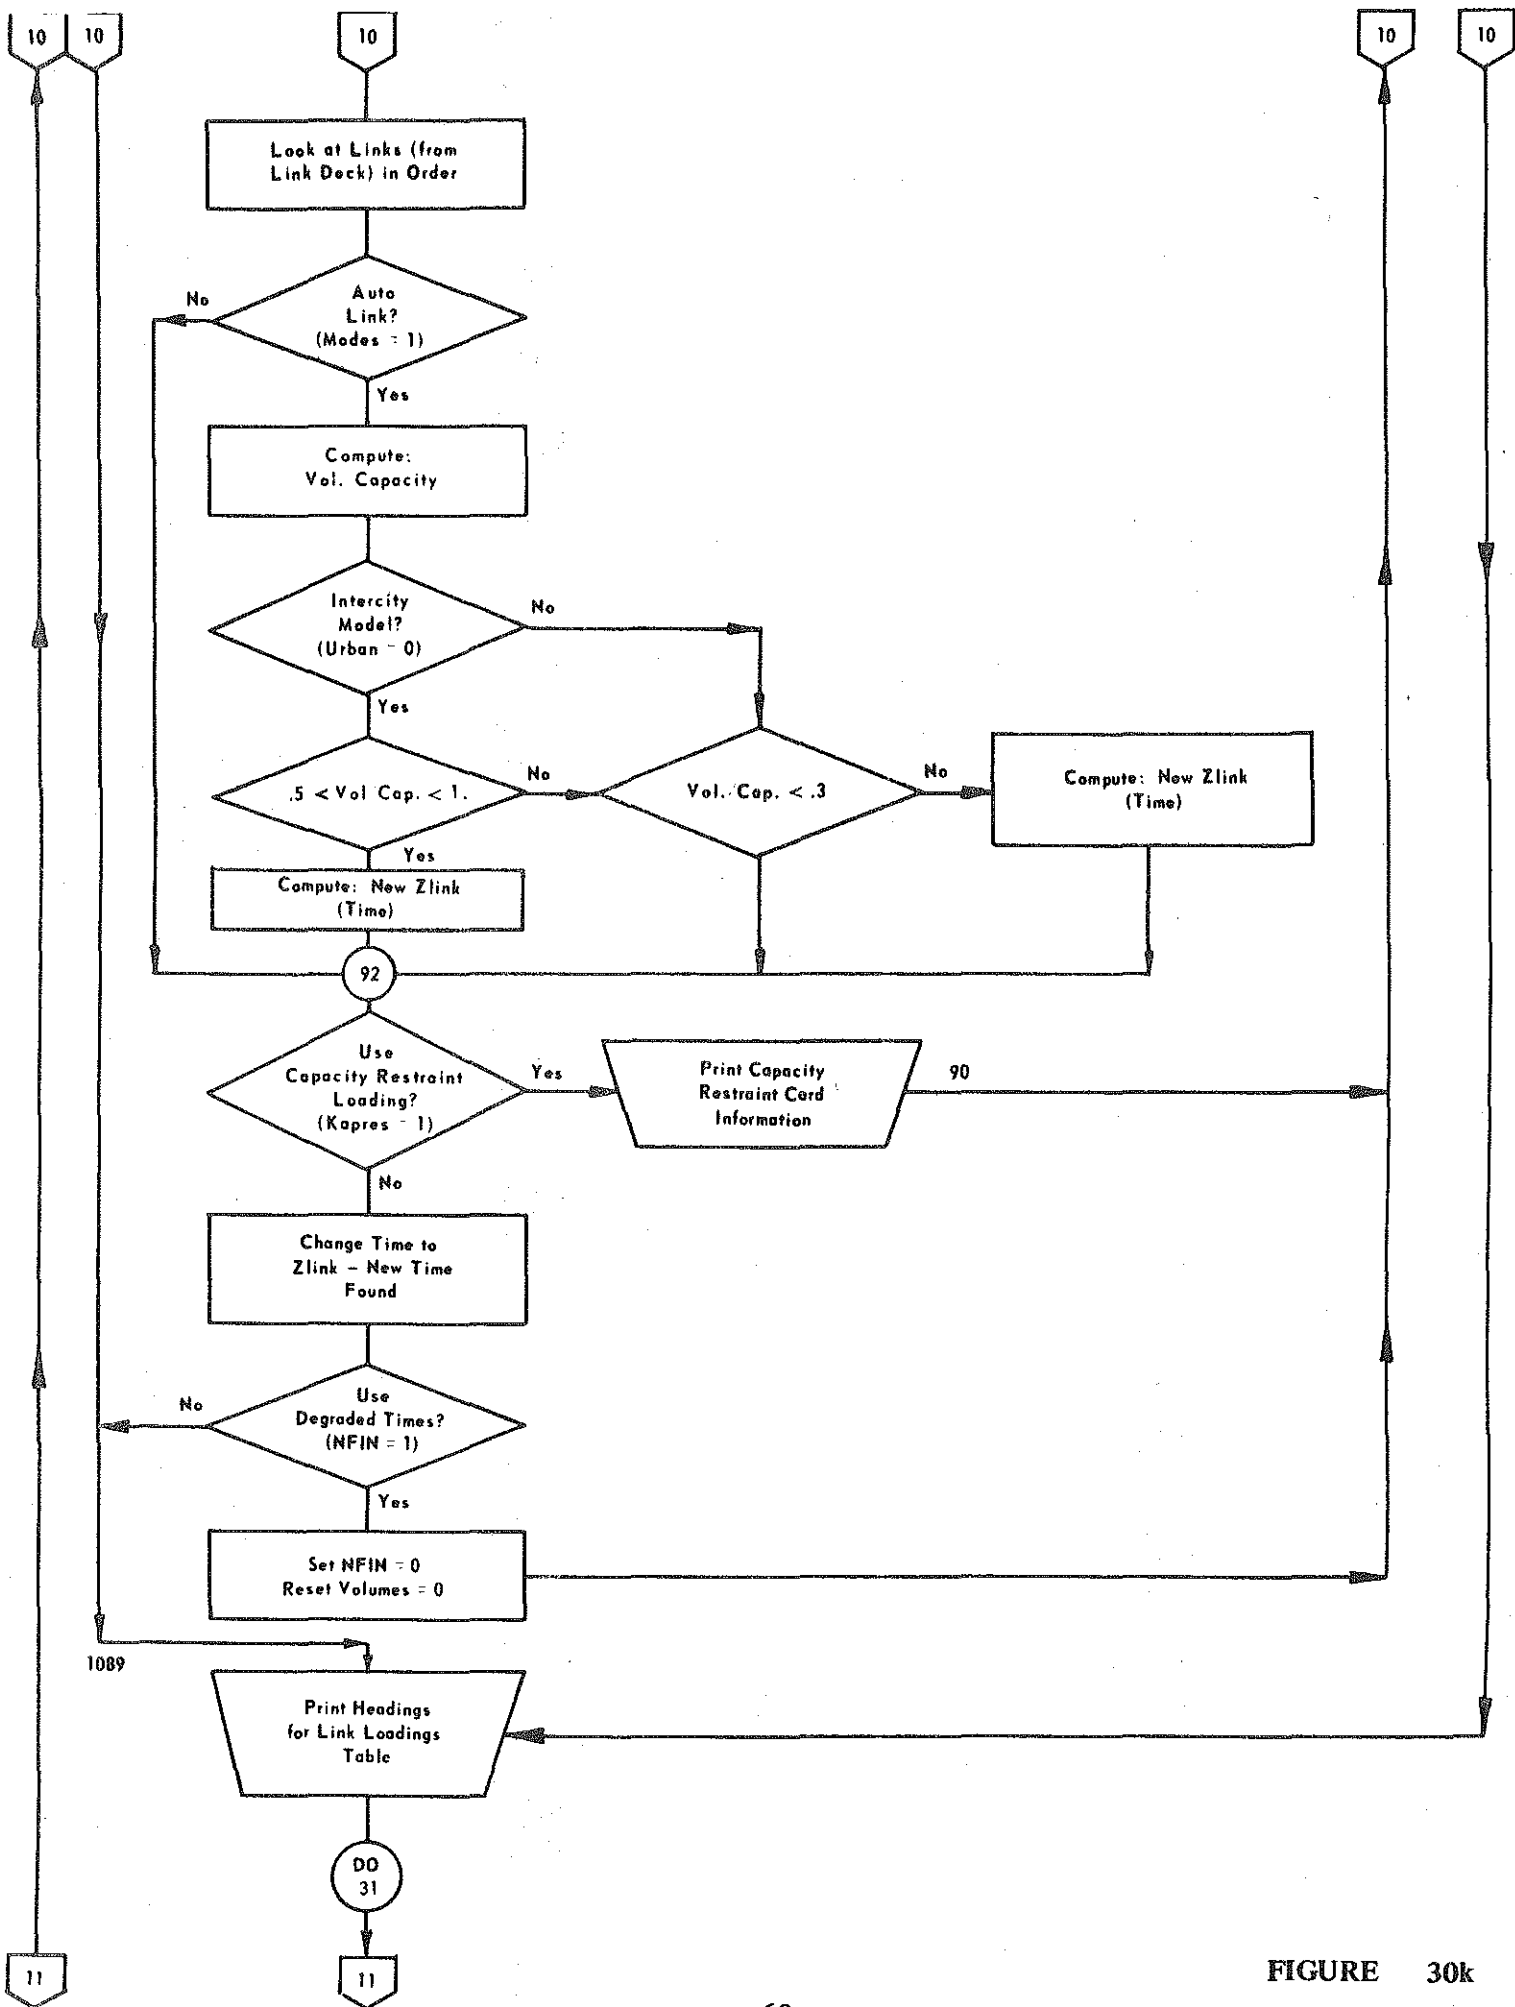 10
10
10
10
10
Look at Links (from
Link Deck) in Order
Auto
Link?
(Modes = 1)
No
Yes
Compute:
Vol. Capacity
Intercity
Model?
(Urban = 0)
No
Yes
.5 < Vol Cap. < 1.
No
Yes
Vol. Cap. < .3
No
Compute: New Zlink
(Time)
Compute: New Zlink
(Time)
92
Use
Capacity Restraint
Loading?
(Kapres = 1)
Yes
No
Print Capacity
Restraint Card
Information
90
Change Time to
Zlink – New Time
Found
Use
Degraded Times?
(NFIN = 1)
No
Yes
Set NFIN = 0
Reset Volumes = 0
1089
Print Headings
for Link Loadings
Table
DO
31
11
11
FIGURE 30k